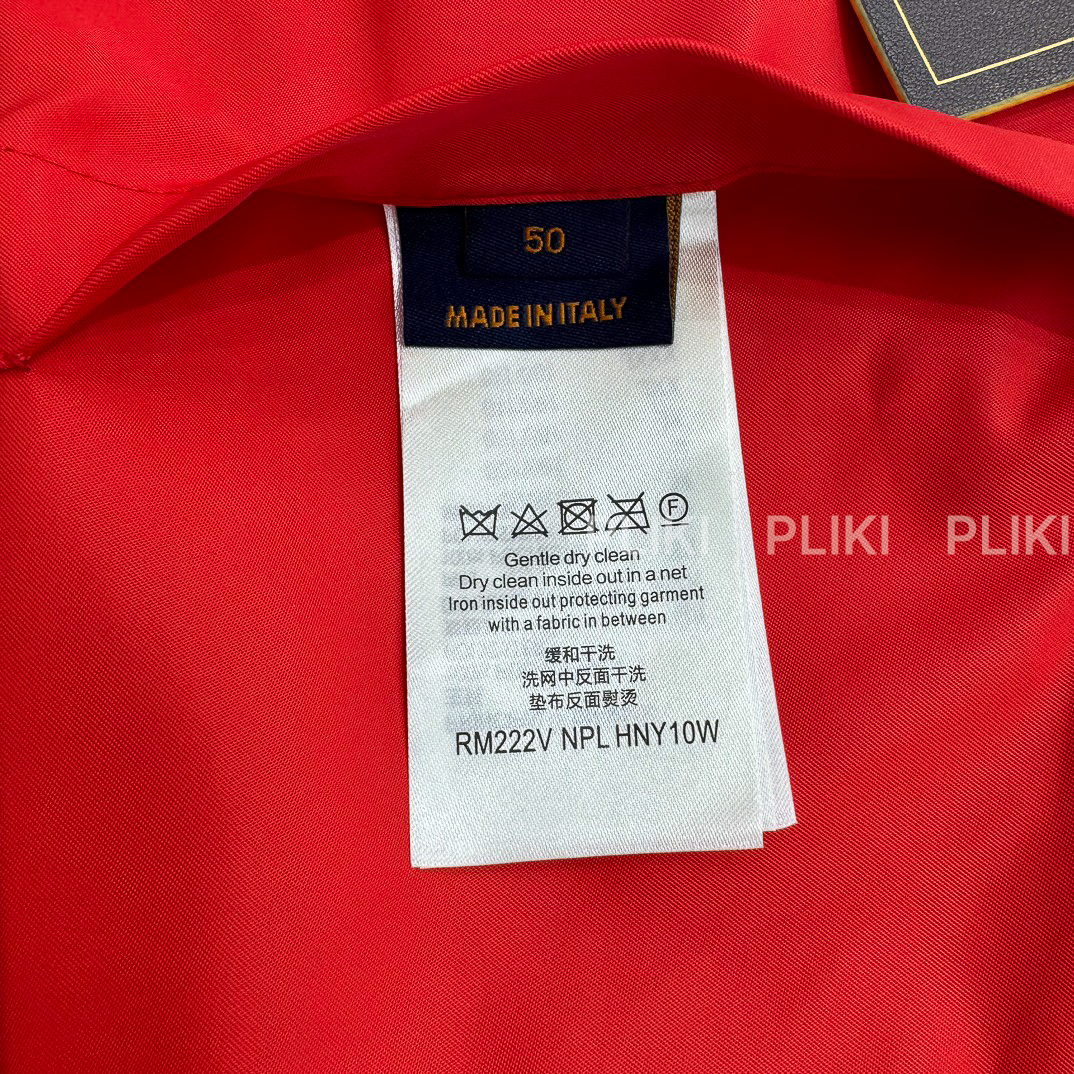 50
MADE IN ITALY
F
PLIKI PLIKI
Gentle dry clean
Dry clean inside out in a net
Iron inside out protecting garment
with a fabric in between
缓和干洗
洗网中反面干洗
垫布反面熨烫
RM222V NPL HNY10W